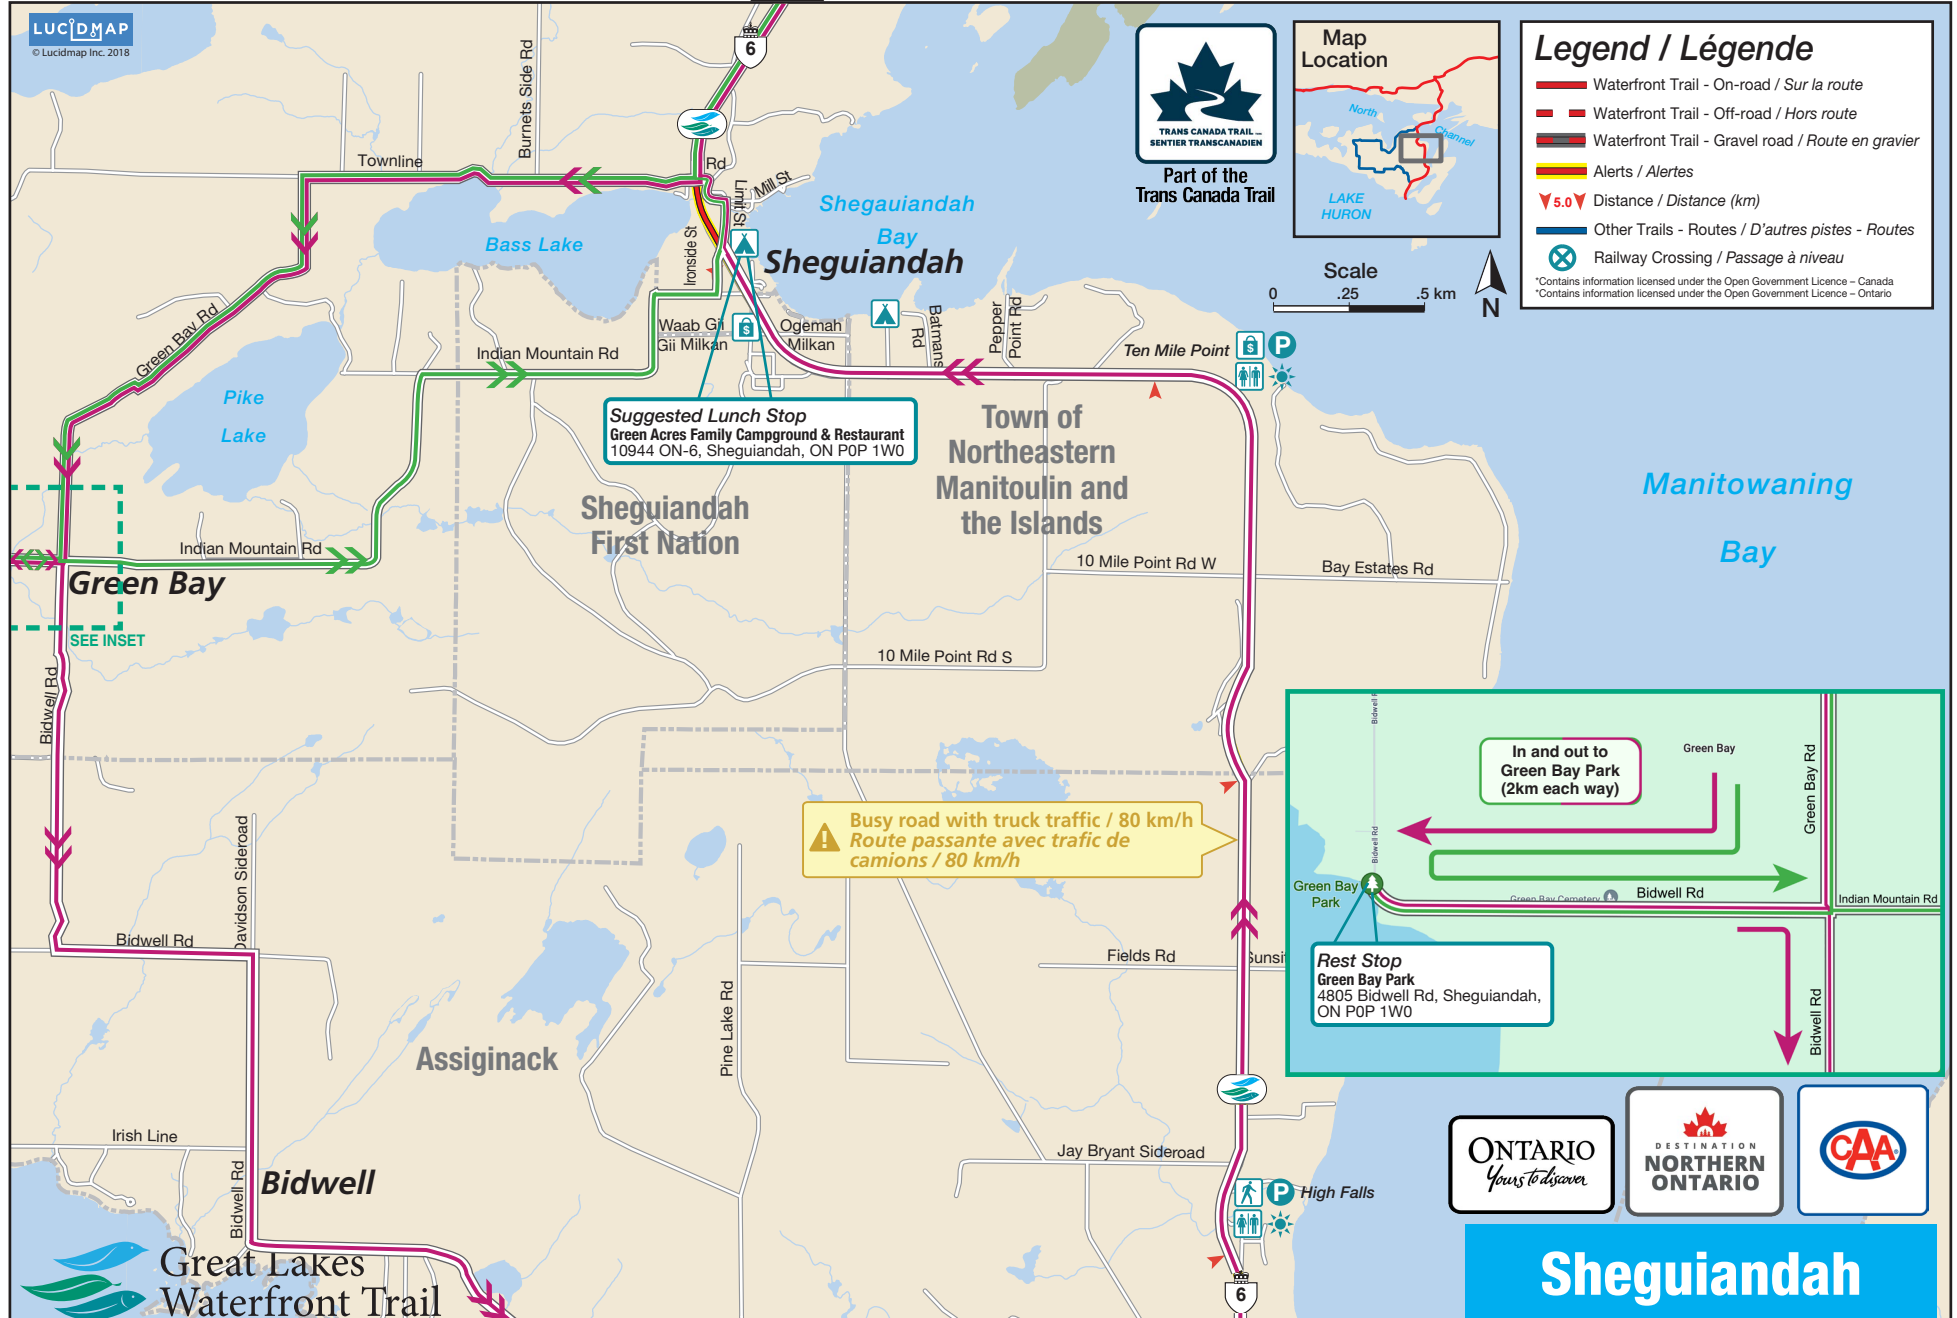 LUCIDMAP
© Lucidmap Inc. 2018
6
Burnets Side Rd
Townline
Rd
Limit St
Mill St
Ironside St
Bass Lake
Shegauiandah
Bay
Sheguiandah
Green Bay Rd
Pike
Lake
Indian Mountain Rd
Waab Gii
Gii Milkan
Ogemah
Milkan
Batmans
Rd
Pepper
Point Rd
Ten Mile Point
P
Suggested Lunch Stop
Green Acres Family Campground & Restaurant
10944 ON-6, Sheguiandah, ON P0P 1W0
Town of
Northeastern
Manitoulin and
the Islands
Sheguiandah
First Nation
Indian Mountain Rd
Green Bay
SEE INSET
Bidwell Rd
10 Mile Point Rd W
Bay Estates Rd
10 Mile Point Rd S
Manitowaning
Bay
Busy road with truck traffic / 80 km/h
Route passante avec trafic de
camions / 80 km/h
Davidson Sideroad
Bidwell Rd
Fields Rd
Pine Lake Rd
Assiginack
Irish Line
Bidwell Rd
Bidwell
Jay Bryant Sideroad
P
High Falls
6
Great Lakes
Waterfront Trail
TRANS CANADA TRAIL
SENTIER TRANSCANADIEN
Part of the
Trans Canada Trail
Map
Location
North
Channel
LAKE
HURON
Scale
0 .25 .5 km
N
Legend / Légende
Waterfront Trail - On-road / Sur la route
Waterfront Trail - Off-road / Hors route
Waterfront Trail - Gravel road / Route en gravier
Alerts / Alertes
5.0 Distance / Distance (km)
Other Trails - Routes / D'autres pistes - Routes
Railway Crossing / Passage à niveau
*Contains information licensed under the Open Government Licence – Canada
*Contains information licensed under the Open Government Licence – Ontario
In and out to
Green Bay Park
(2km each way)
Green Bay
Green Bay Rd
Bidwell Rd
Green Bay
Park
Green Bay Cemetery
Bidwell Rd
Indian Mountain Rd
Rest Stop
Green Bay Park
4805 Bidwell Rd, Sheguiandah,
ON P0P 1W0
Bidwell Rd
ONTARIO
Yours to discover
DESTINATION
NORTHERN
ONTARIO
CAA
Sheguiandah